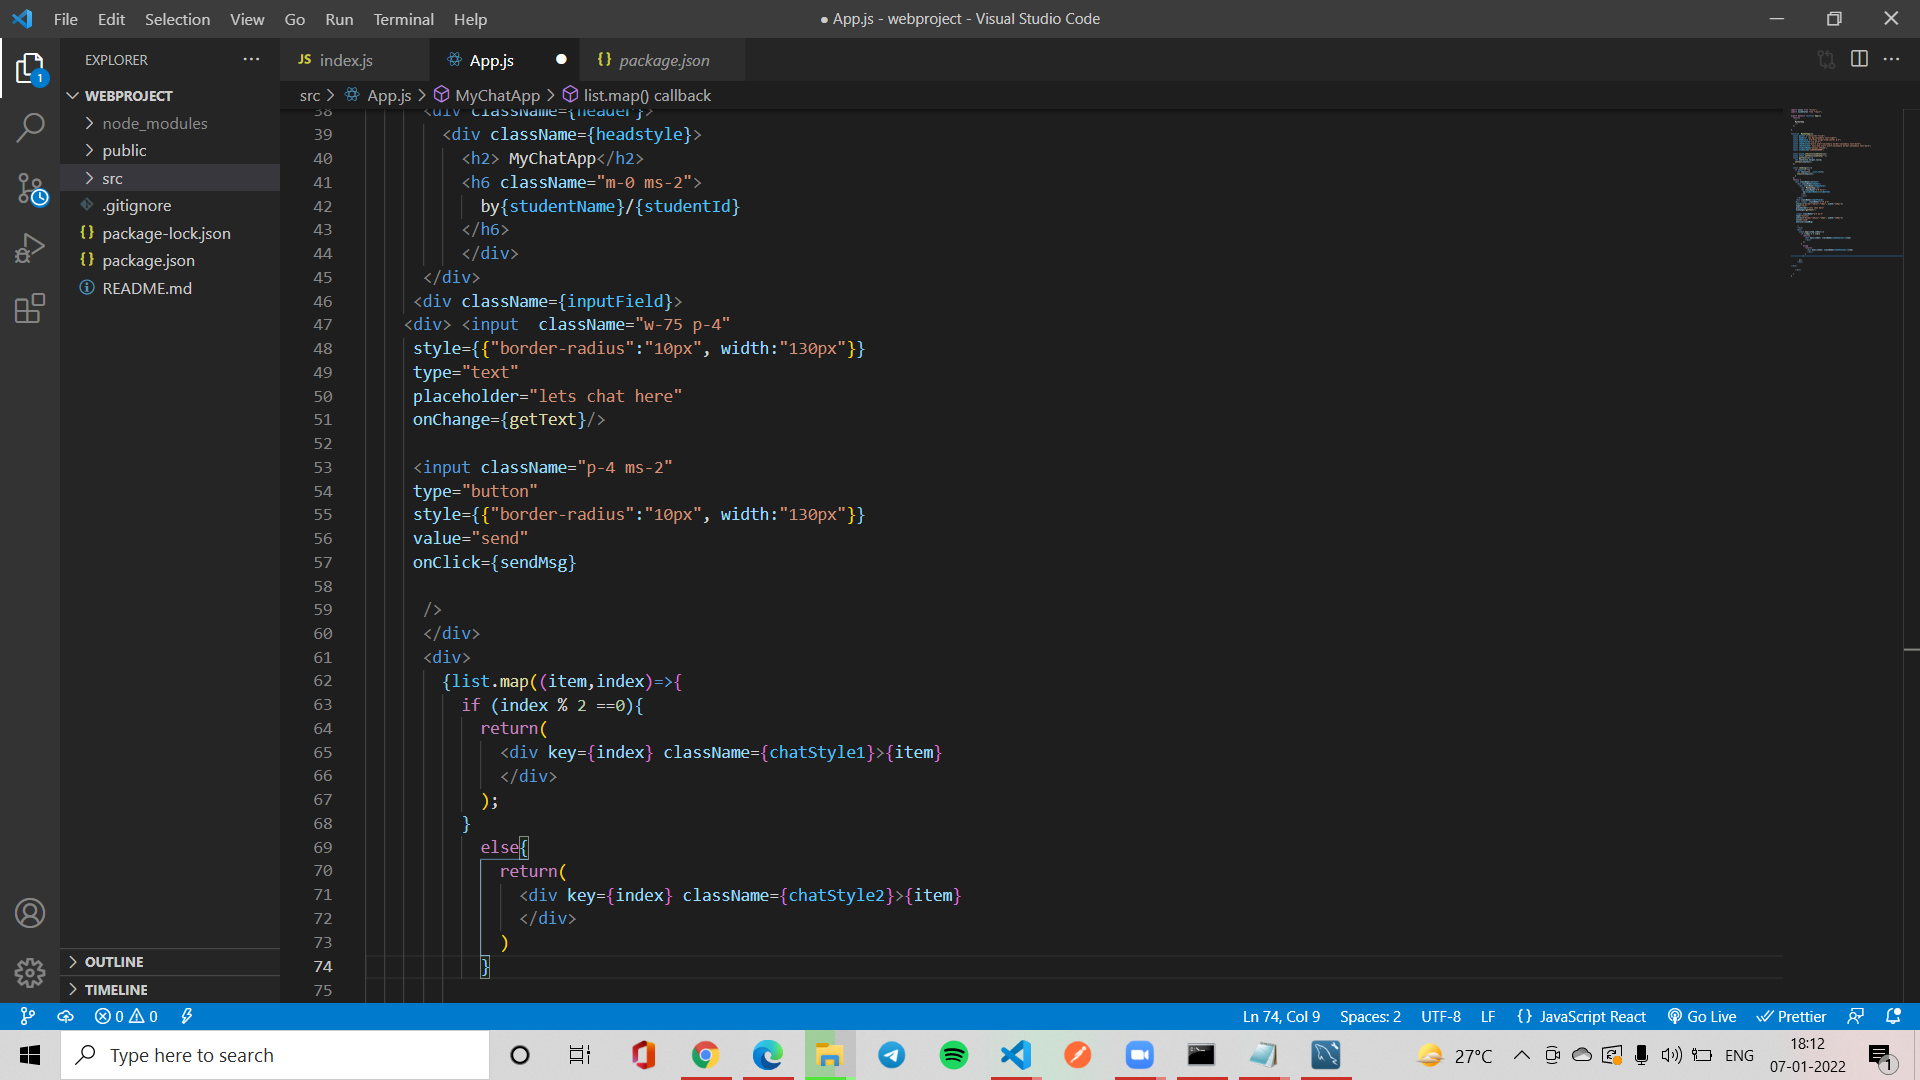 File Edit Selection View Go Run Terminal Help
● App.js - webproject - Visual Studio Code
EXPLORER ···
JS index.js
App.js ●
{} package.json
src > App.js > MyChatApp > list.map() callback
1
WEBPROJECT
node_modules
public
src
.gitignore
{} package-lock.json
{} package.json
README.md
OUTLINE
TIMELINE
38 <div className={header}>
39 <div className={headstyle}>
40 <h2> MyChatApp</h2>
41 <h6 className="m-0 ms-2">
42 by{studentName}/{studentId}
43 </h6>
44 </div>
45 </div>
46 <div className={inputField}>
47 <div> <input  className="w-75 p-4"
48 style={{"border-radius":"10px", width:"130px"}}
49 type="text"
50 placeholder="lets chat here"
51 onChange={getText}/>
52
53 <input className="p-4 ms-2"
54 type="button"
55 style={{"border-radius":"10px", width:"130px"}}
56 value="send"
57 onClick={sendMsg}
58
59 />
60 </div>
61 <div>
62 {list.map((item,index)=>{
63 if (index % 2 ==0){
64 return(
65 <div key={index} className={chatStyle1}>{item}
66 </div>
67 );
68 }
69 else{
70 return(
71 <div key={index} className={chatStyle2}>{item}
72 </div>
73 )
74 }
75
0 0
Ln 74, Col 9 Spaces: 2 UTF-8 LF {} JavaScript React Go Live Prettier
Type here to search
27°C ENG
18:12
07-01-2022
1